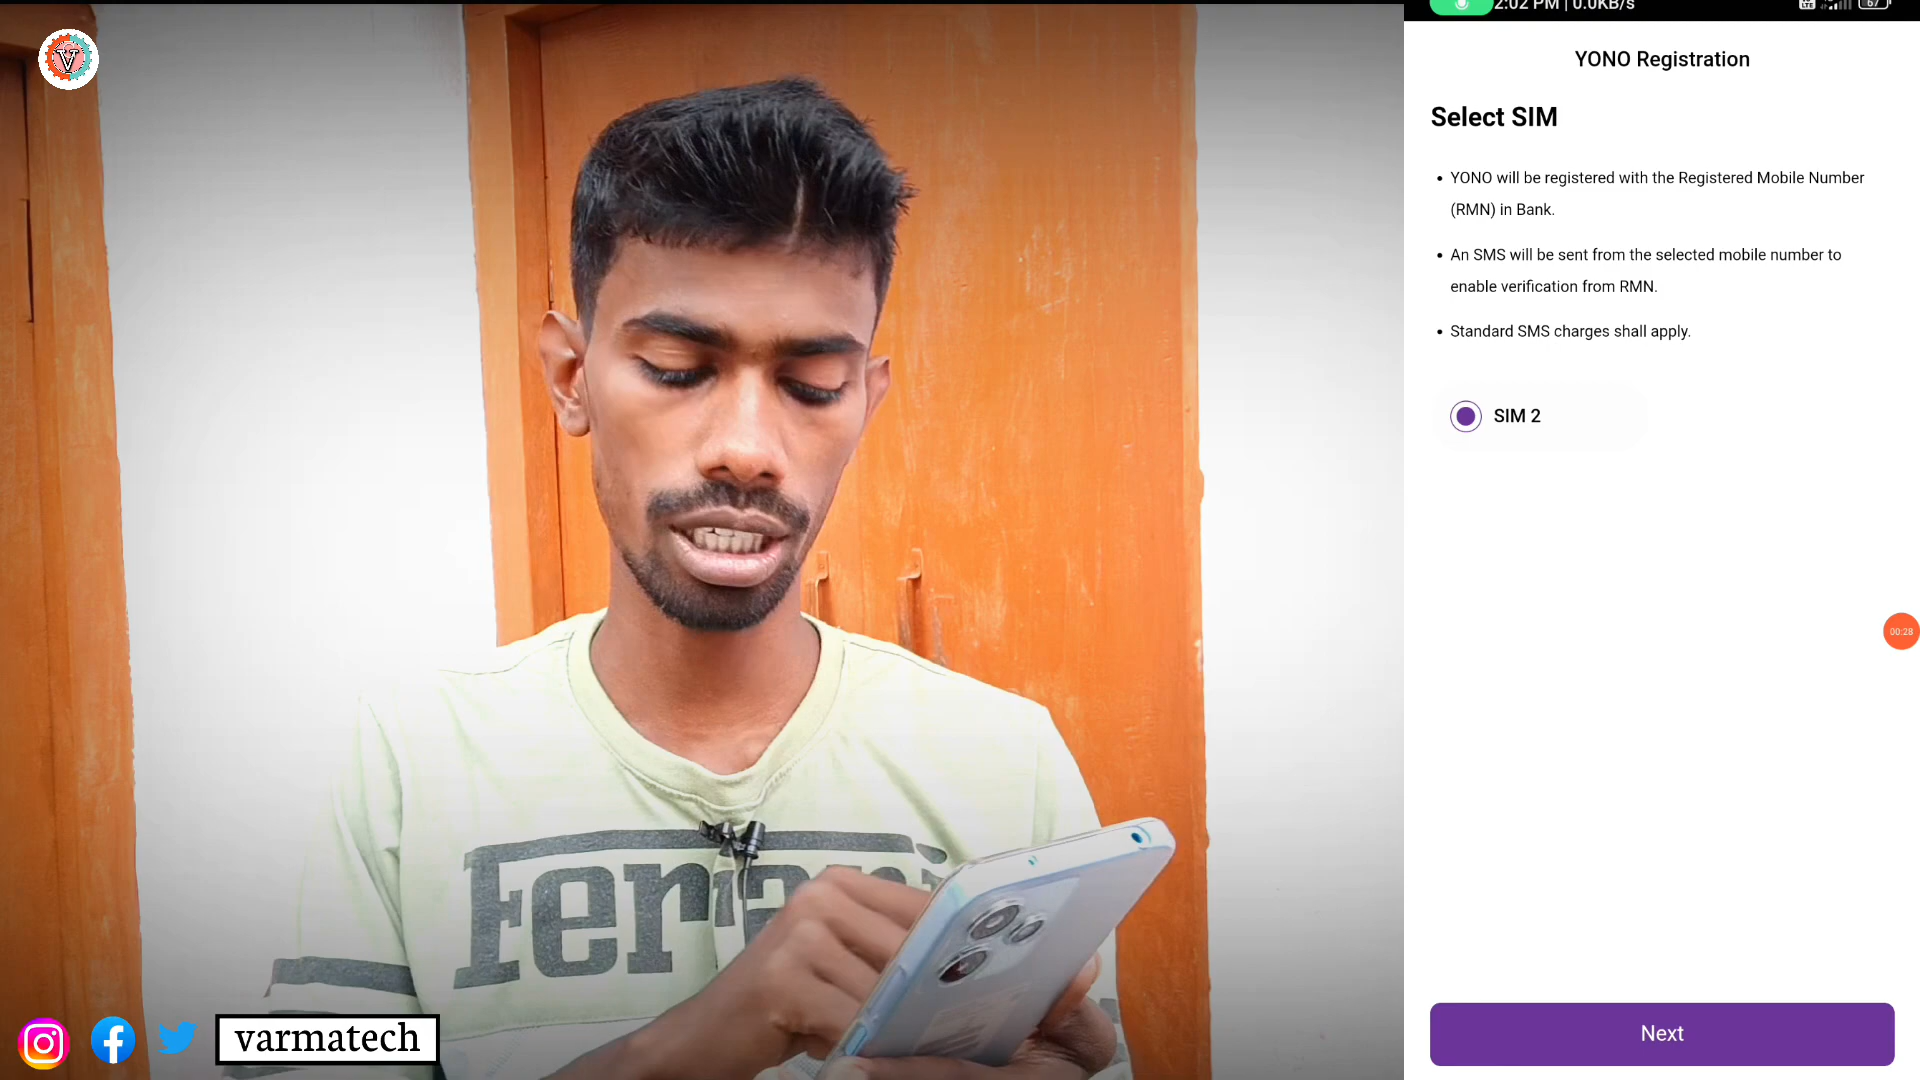 V
2:02 PM | 0.0KB/s
67
YONO Registration
Select SIM
• YONO will be registered with the Registered Mobile Number
(RMN) in Bank.
• An SMS will be sent from the selected mobile number to
enable verification from RMN.
• Standard SMS charges shall apply.
SIM 2
00:28
Ferrari
varmatech
Next